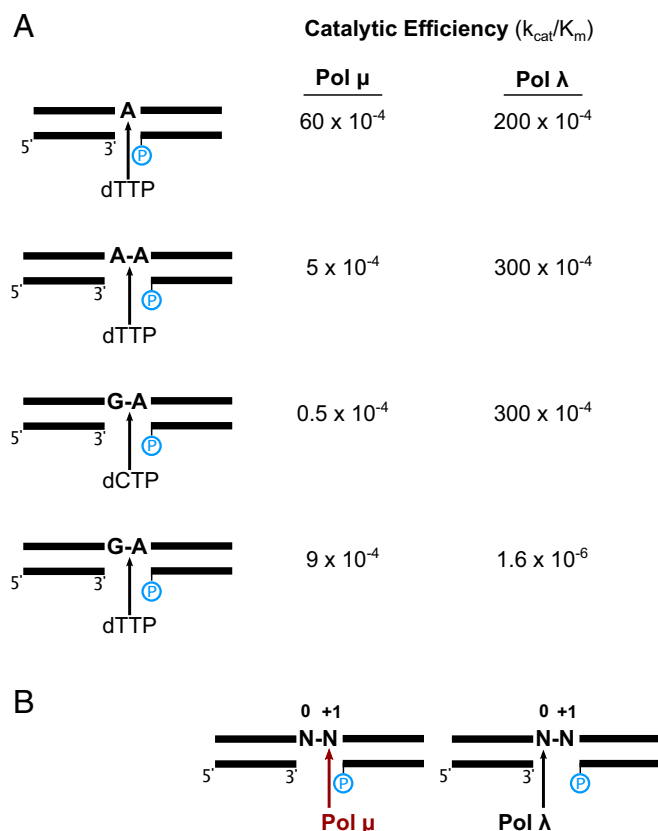 A
Catalytic Efficiency (kcat/Km)
Pol μ Pol λ
A
60 x 10-4 200 x 10-4
5' 3' P
dTTP
A-A
5 x 10-4 300 x 10-4
5' 3' P
dTTP
G-A
0.5 x 10-4 300 x 10-4
5' 3' P
dCTP
G-A
9 x 10-4 1.6 x 10-6
5' 3' P
dTTP
B
0 +1 0 +1
N-N N-N
5' 3' P 5' 3' P
Pol μ Pol λ